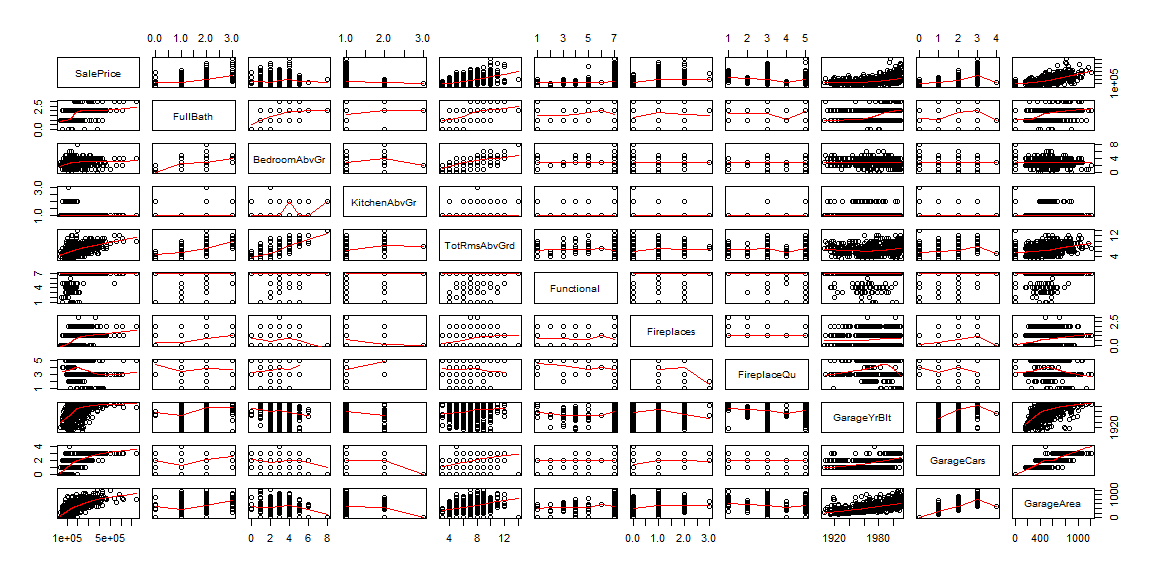 0.0 1.0 2.0 3.0 1.0 2.0 3.0 1 3 5 7 1 2 3 4 5 0 1 2 3 4
SalePrice 1e+05
0.0 2.5 FullBath
BedroomAbvGr 0 4 8
1.0 3.0 KitchenAbvGr
TotRmsAbvGrd 4 12
1 4 7 Functional
Fireplaces 0.0 2.5
1 3 5 FireplaceQu
GarageYrBlt 1920
0 2 4 GarageCars
GarageArea 0 1000
1e+05 5e+05 0 2 4 6 8 4 8 12 0.0 1.0 2.0 3.0 1920 1980 0 400 1000